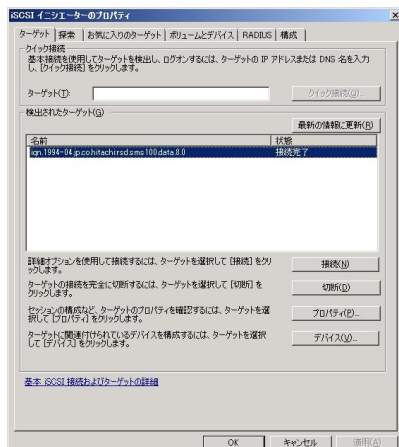 iSCSI イニシエーターのプロパティ
ターゲット 探索 お気に入りのターゲット ボリュームとデバイス RADIUS 構成
クイック接続
基本接続を使用してターゲットを検出し、ログオンするには、ターゲットの IP アドレスまたは DNS 名を入力
し、[クイック接続] をクリックします。
ターゲット(T): クイック接続(Q)...
検出されたターゲット(G)
最新の情報に更新(R)
名前 状態
iqn.1994-04.jp.co.hitachi:rsd.sms100.data.8.0 接続完了
詳細オプションを使用して接続するには、ターゲットを選択して [接続] をクリ
ックします。
接続(N)
ターゲットの接続を完全に切断するには、ターゲットを選択して [切断] を
クリックします。
切断(D)
セッションの構成など、ターゲットのプロパティを確認するには、ターゲットを選
択して [プロパティ] をクリックします。
プロパティ(P)...
ターゲットに関連付けられているデバイスを構成するには、ターゲットを選択
して [デバイス] をクリックします。
デバイス(V)...
基本 iSCSI 接続およびターゲットの詳細
OK キャンセル 適用(A)